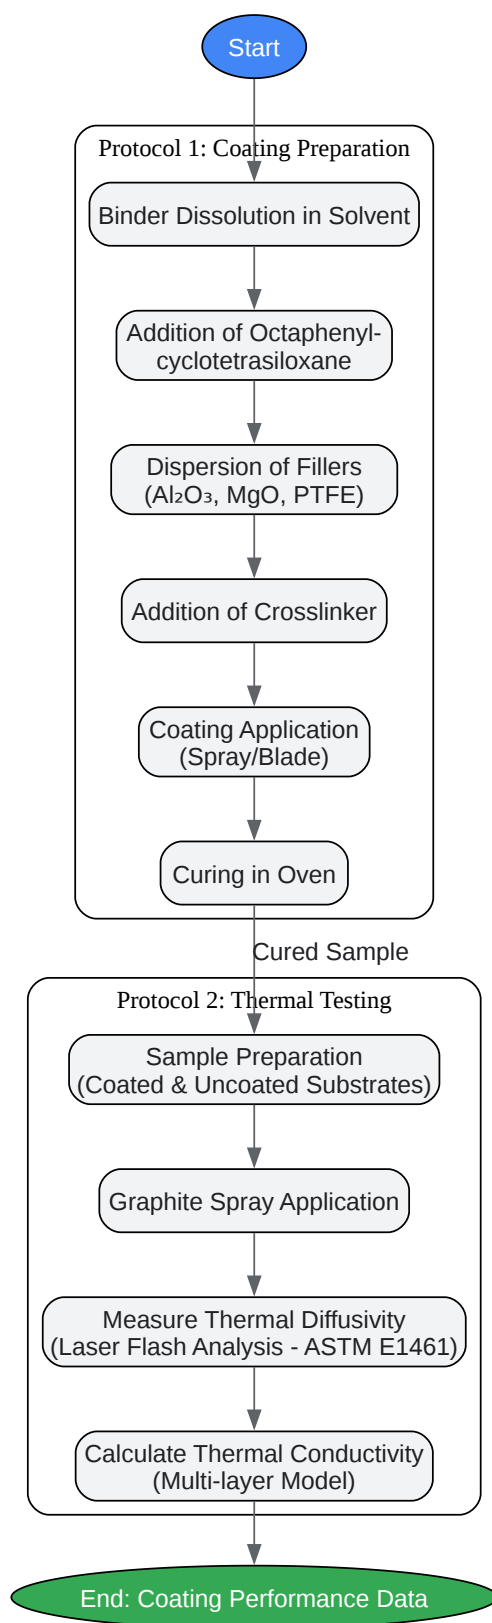 Start
Protocol 1: Coating Preparation
Binder Dissolution in Solvent
Addition of Octaphenyl-
cyclotetrasiloxane
Dispersion of Fillers
(Al₂O₃, MgO, PTFE)
Addition of Crosslinker
Coating Application
(Spray/Blade)
Curing in Oven
Cured Sample
Protocol 2: Thermal Testing
Sample Preparation
(Coated & Uncoated Substrates)
Graphite Spray Application
Measure Thermal Diffusivity
(Laser Flash Analysis - ASTM E1461)
Calculate Thermal Conductivity
(Multi-layer Model)
End: Coating Performance Data